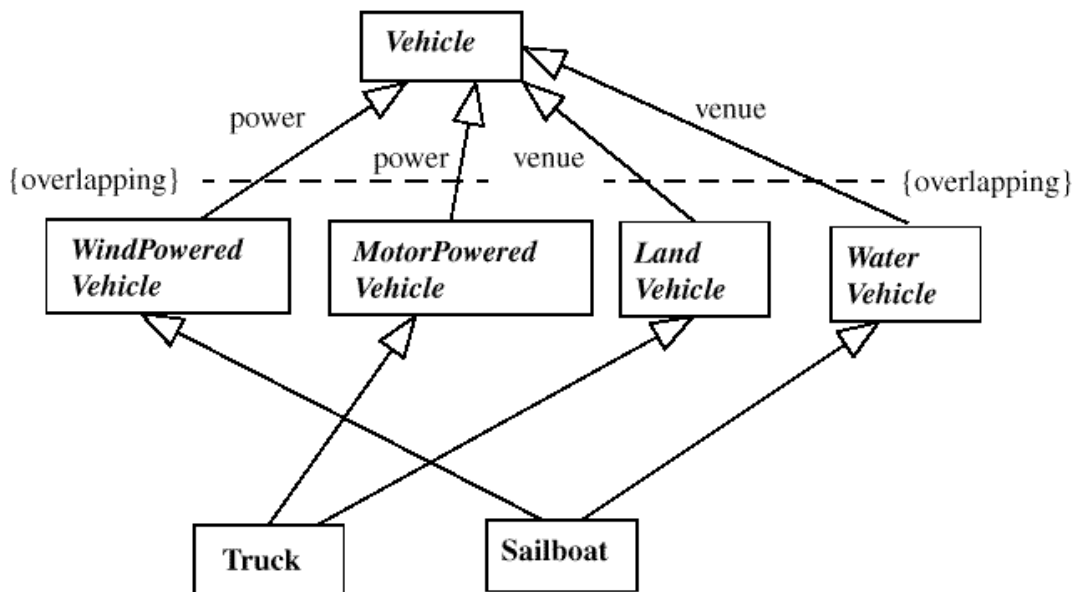 Vehicle
power
venue
power
venue
{overlapping}
{overlapping}
WindPowered
Vehicle
MotorPowered
Vehicle
Land
Vehicle
Water
Vehicle
Truck
Sailboat